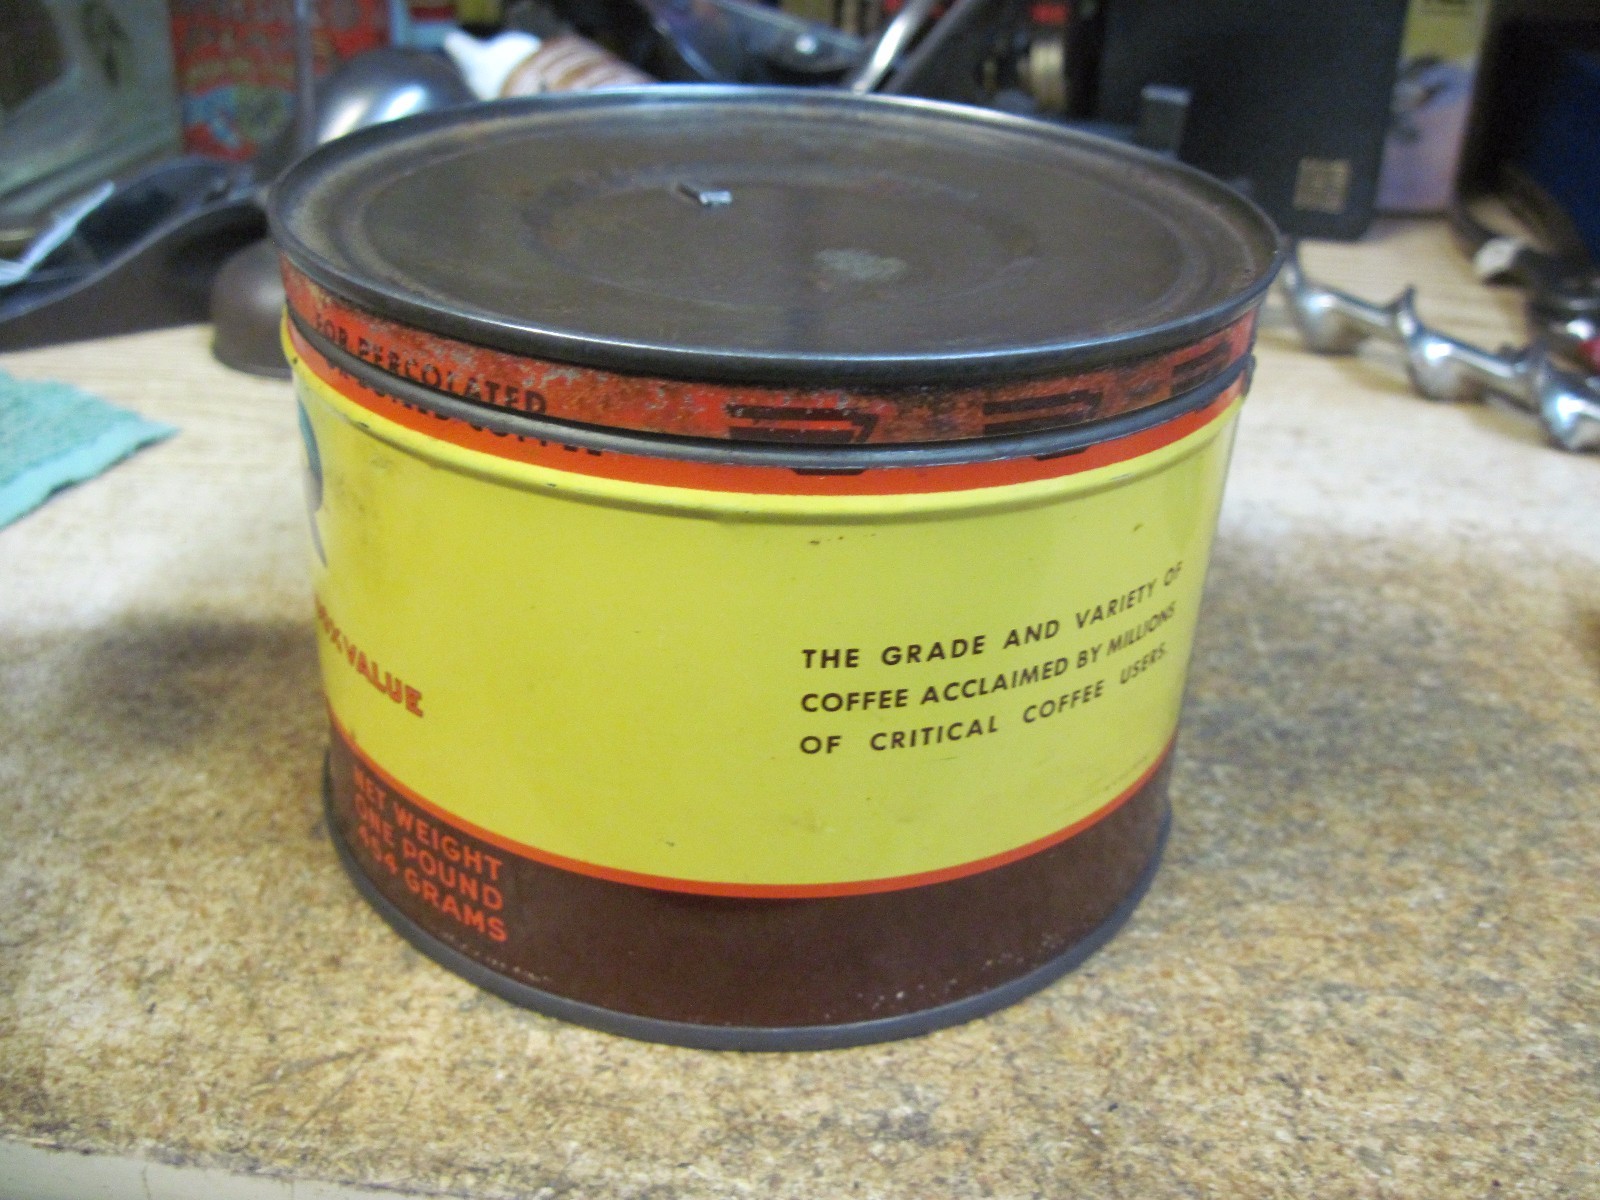 FOR PERCOLATED
VALUE
THE GRADE AND VARIETY OF
COFFEE ACCLAIMED BY MILLIONS
OF CRITICAL COFFEE USERS.
NET WEIGHT
ONE POUND
454 GRAMS